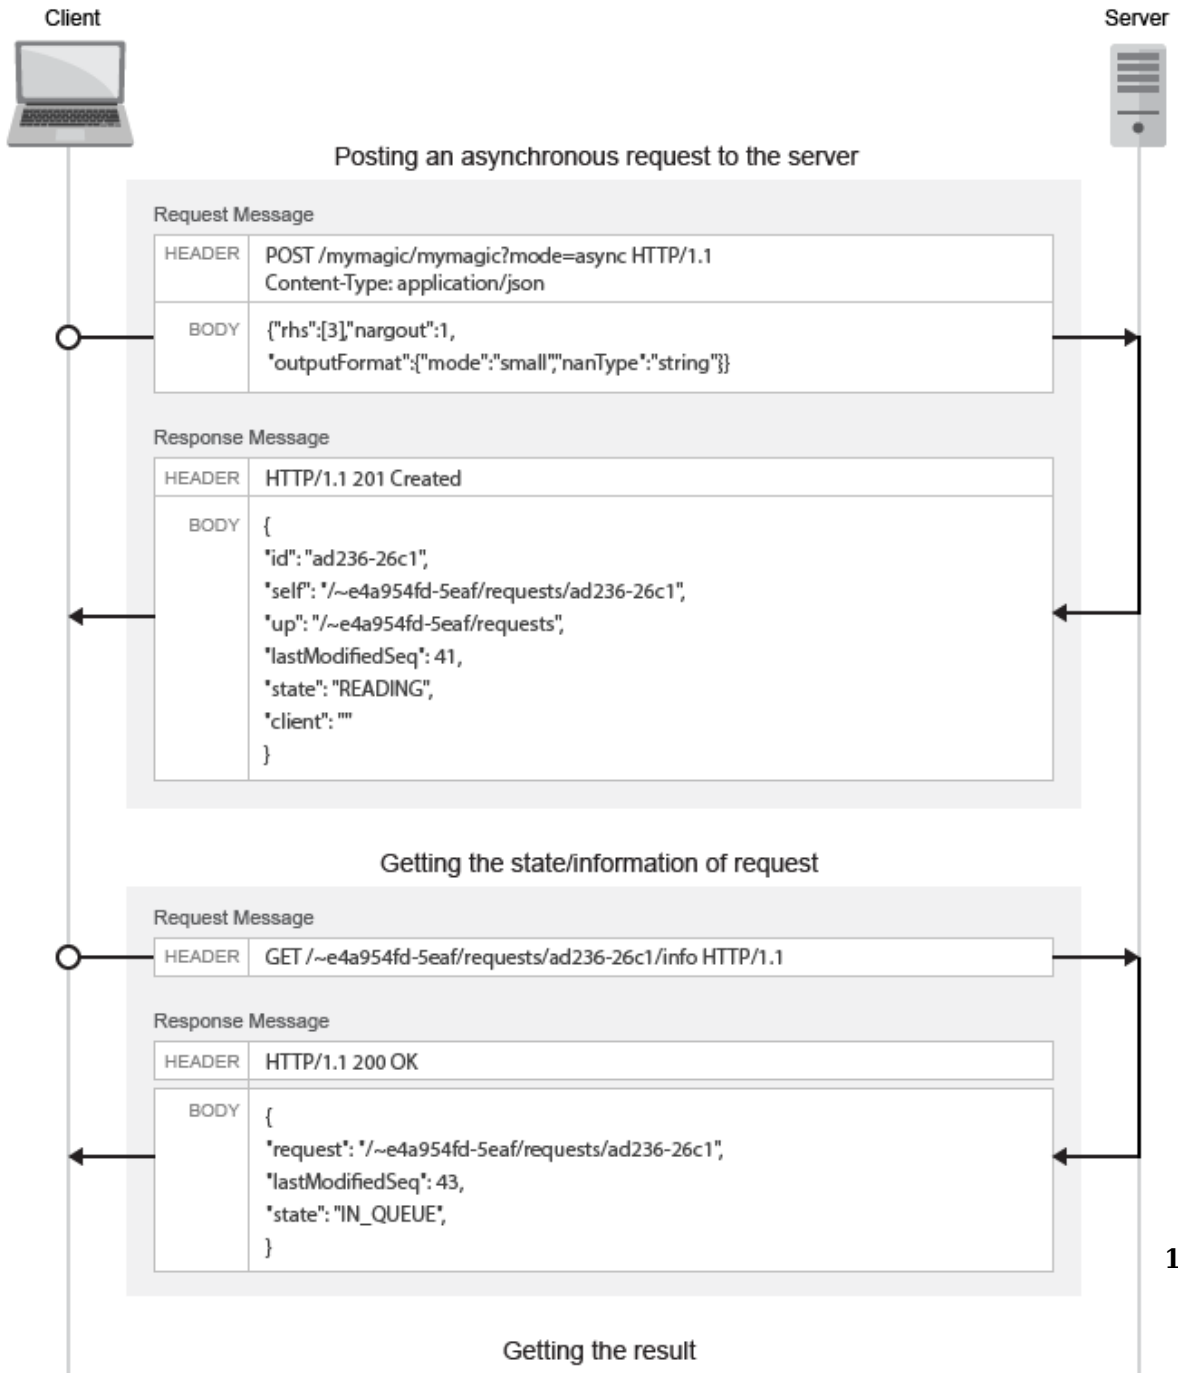 Client
Server
Posting an asynchronous request to the server
Request Message
HEADER
POST /mymagic/mymagic?mode=async HTTP/1.1
Content-Type: application/json
BODY
{"rhs":[3],"nargout":1,
"outputFormat":{"mode":"small","nanType":"string"}}
Response Message
HEADER
HTTP/1.1 201 Created
BODY
{
"id": "ad236-26c1",
"self": "/~e4a954fd-5eaf/requests/ad236-26c1",
"up": "/~e4a954fd-5eaf/requests",
"lastModifiedSeq": 41,
"state": "READING",
"client": ""
}
Getting the state/information of request
Request Message
HEADER
GET /~e4a954fd-5eaf/requests/ad236-26c1/info HTTP/1.1
Response Message
HEADER
HTTP/1.1 200 OK
BODY
{
"request": "/~e4a954fd-5eaf/requests/ad236-26c1",
"lastModifiedSeq": 43,
"state": "IN_QUEUE",
}
1
Getting the result